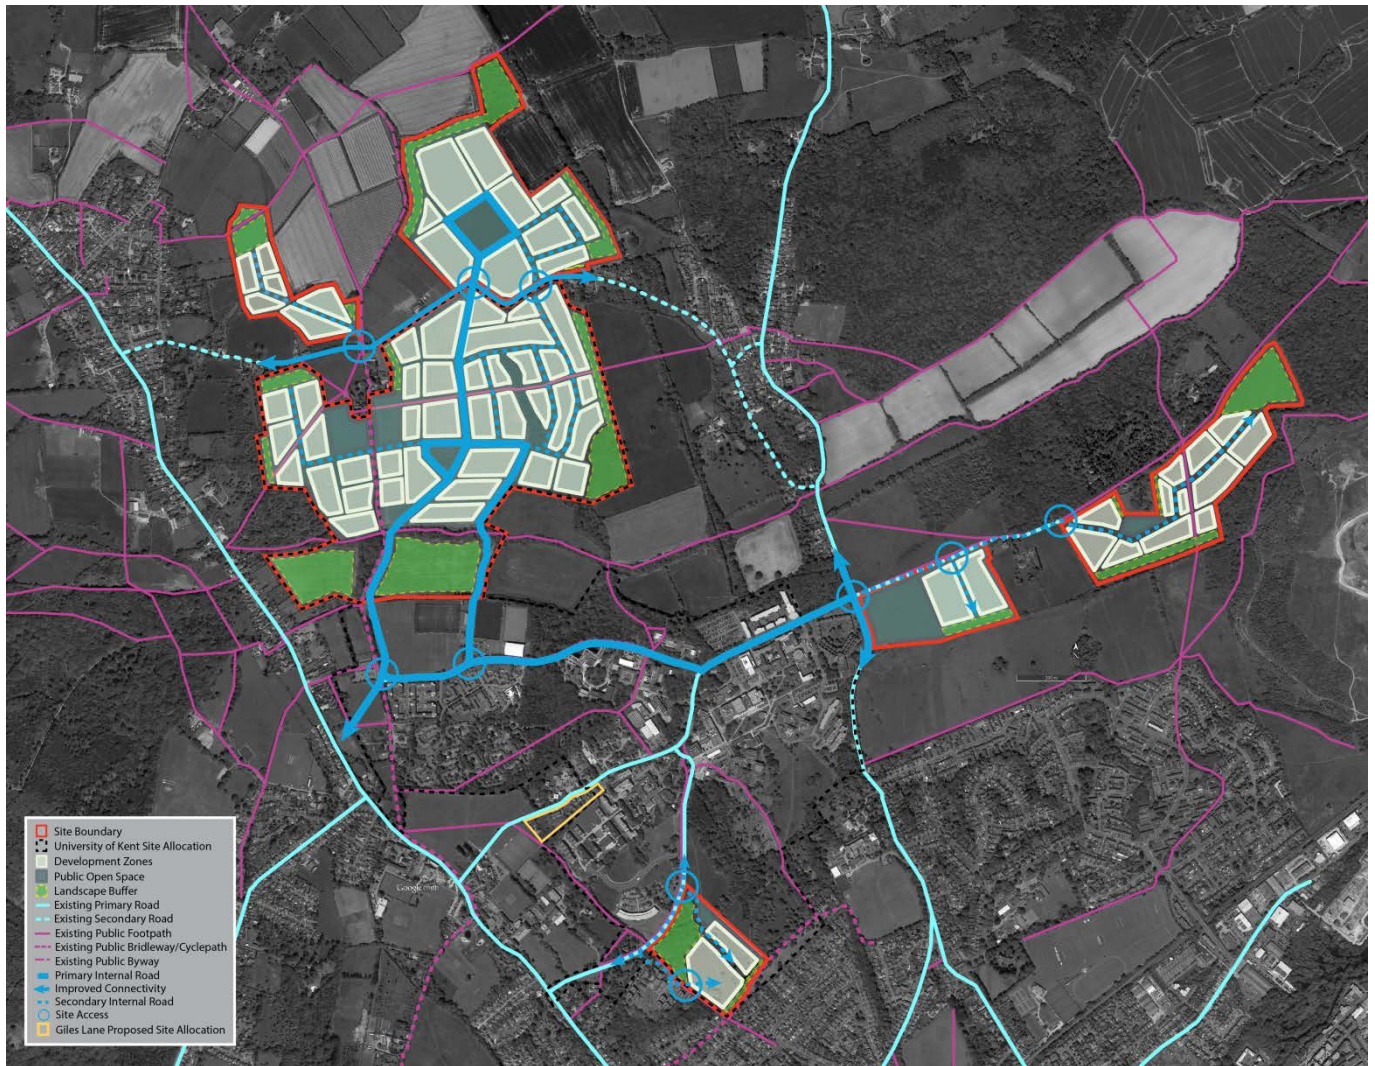 Site Boundary
University of Kent Site Allocation
Development Zones
Public Open Space
Landscape Buffer
Existing Primary Road
Existing Secondary Road
Existing Public Footpath
Existing Public Bridleway/Cyclepath
Existing Public Byway
Primary Internal Road
Improved Connectivity
Secondary Internal Road
Site Access
Giles Lane Proposed Site Allocation